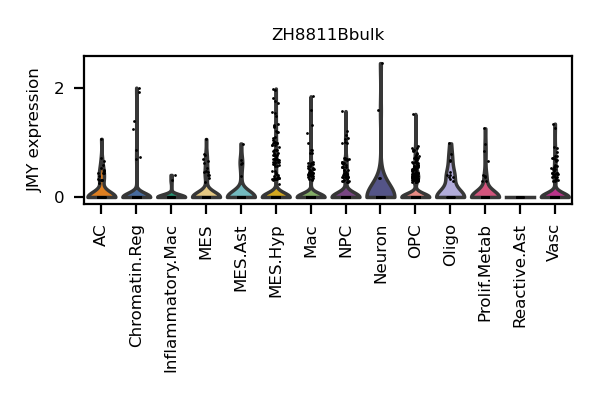 ZH8811Bbulk
JMY expression
2
0
AC
Chromatin.Reg
Inflammatory.Mac
MES
MES.Ast
MES.Hyp
Mac
NPC
Neuron
OPC
Oligo
Prolif.Metab
Reactive.Ast
Vasc